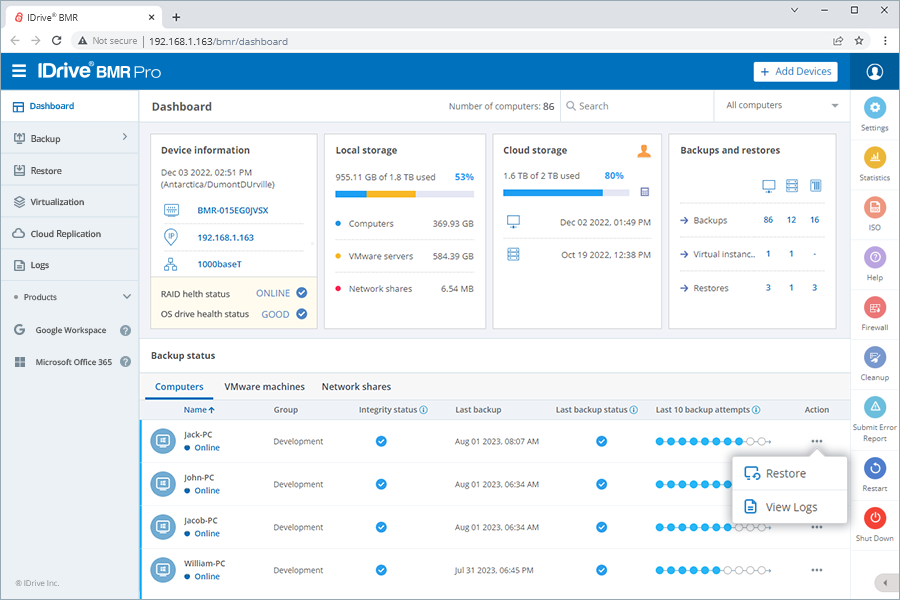 IDrive® BMR
Not secure
192.168.1.163/bmr/dashboard
IDrive® BMR Pro
+ Add Devices
Dashboard
Backup
Restore
Virtualization
Cloud Replication
Logs
Products
Google Workspace
Microsoft Office 365
© IDrive Inc.
Dashboard
Number of computers: 86
Search
All computers
Device information
Dec 03 2022, 02:51 PM
(Antarctica/DumontDUrville)
BMR-015EG0JVSX
IP
192.168.1.163
1000baseT
RAID helth status ONLINE
OS drive health status GOOD
Local storage
955.11 GB of 1.8 TB used 53%
Computers 369.93 GB
VMware servers 584.39 GB
Network shares 6.54 MB
Cloud storage
1.6 TB of 2 TB used 80%
Dec 02 2022, 01:49 PM
Oct 19 2022, 12:38 PM
Backups and restores
Backups 86 12 16
Virtual instanc.. 1 1 -
Restores 3 1 3
Backup status
Computers VMware machines Network shares
Name Group Integrity status Last backup Last backup status Last 10 backup attempts Action
Jack-PC
Online
Development
Aug 01 2023, 08:07 AM
John-PC
Online
Development
Aug 01 2023, 06:34 AM
Jacob-PC
Online
Development
Aug 01 2023, 06:34 AM
William-PC
Online
Development
Jul 31 2023, 06:45 PM
Restore
View Logs
Settings
Statistics
ISO
Help
Firewall
Cleanup
Submit Error
Report
Restart
Shut Down